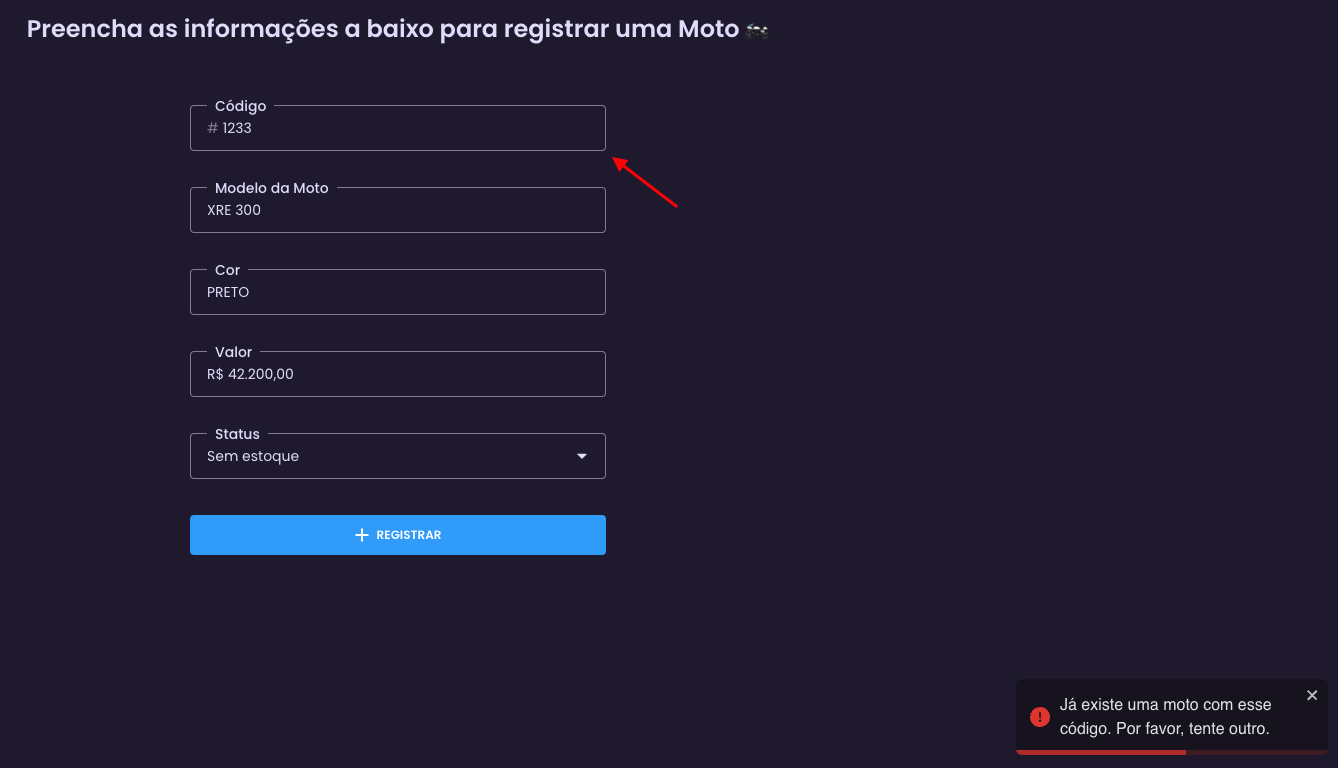 Preencha as informações a baixo para registrar uma Moto 🏍️
Código
# 1233
Modelo da Moto
XRE 300
Cor
PRETO
Valor
R$ 42.200,00
Status
Sem estoque
+ REGISTRAR
Já existe uma moto com esse
código. Por favor, tente outro.